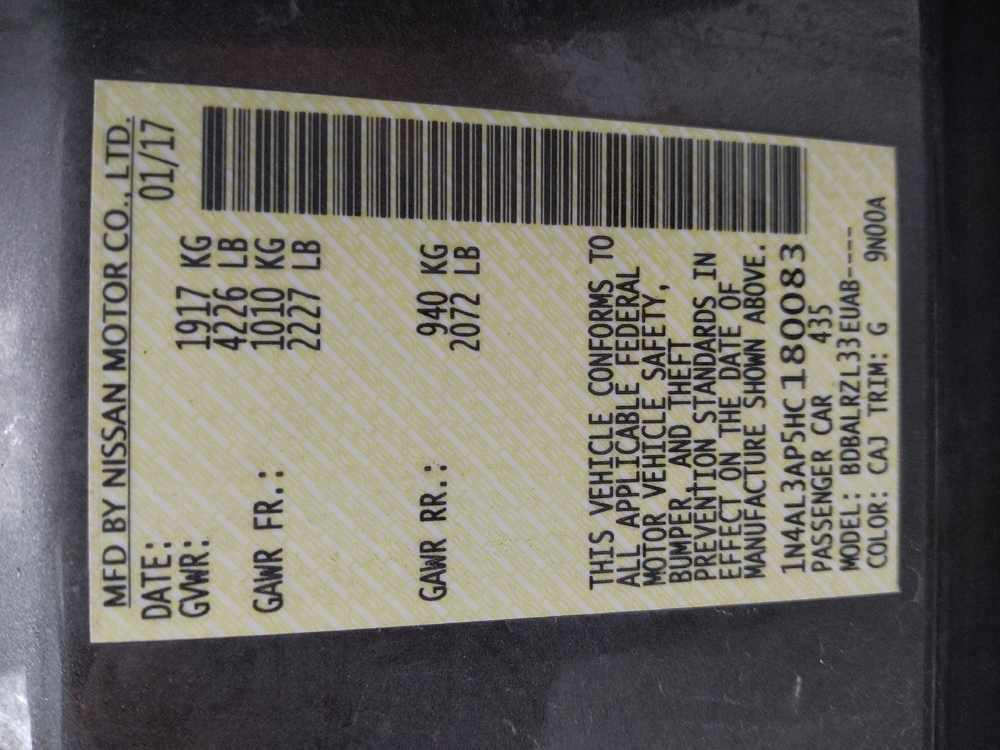 MFD BY NISSAN MOTOR CO., LTD.
DATE: 01/17
GVWR: 1917 KG
4226 LB
GAWR FR.: 1010 KG
2227 LB
GAWR RR.: 940 KG
2072 LB
THIS VEHICLE CONFORMS TO
ALL APPLICABLE FEDERAL
MOTOR VEHICLE SAFETY,
BUMPER, AND THEFT
PREVENTION STANDARDS IN
EFFECT ON THE DATE OF
MANUFACTURE SHOWN ABOVE.
1N4AL3AP5HC180083
PASSENGER CAR 435
MODEL: BDBALRZL33EUAB----
COLOR: CAJ TRIM: G 9N00A